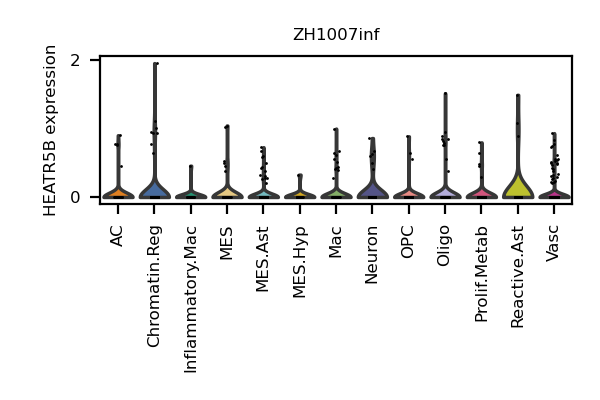 ZH1007inf
HEATR5B expression
2
0
AC
Chromatin.Reg
Inflammatory.Mac
MES
MES.Ast
MES.Hyp
Mac
Neuron
OPC
Oligo
Prolif.Metab
Reactive.Ast
Vasc